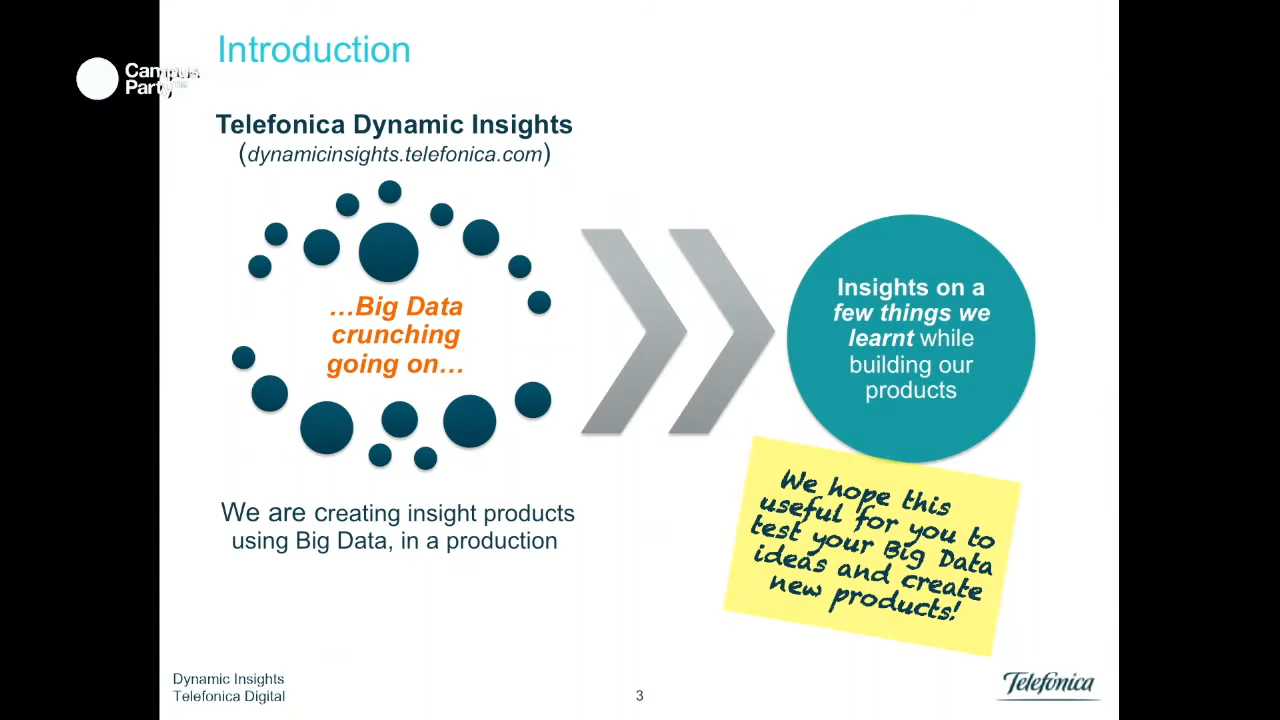 Introduction
Campus
Party™
Telefonica Dynamic Insights
(dynamicinsights.telefonica.com)
…Big Data
crunching
going on…
Insights on a
few things we
learnt while
building our
products
We hope this
useful for you to
test your Big Data
ideas and create
new products!
We are creating insight products
using Big Data, in a production
Dynamic Insights
Telefonica Digital
3
Telefonica